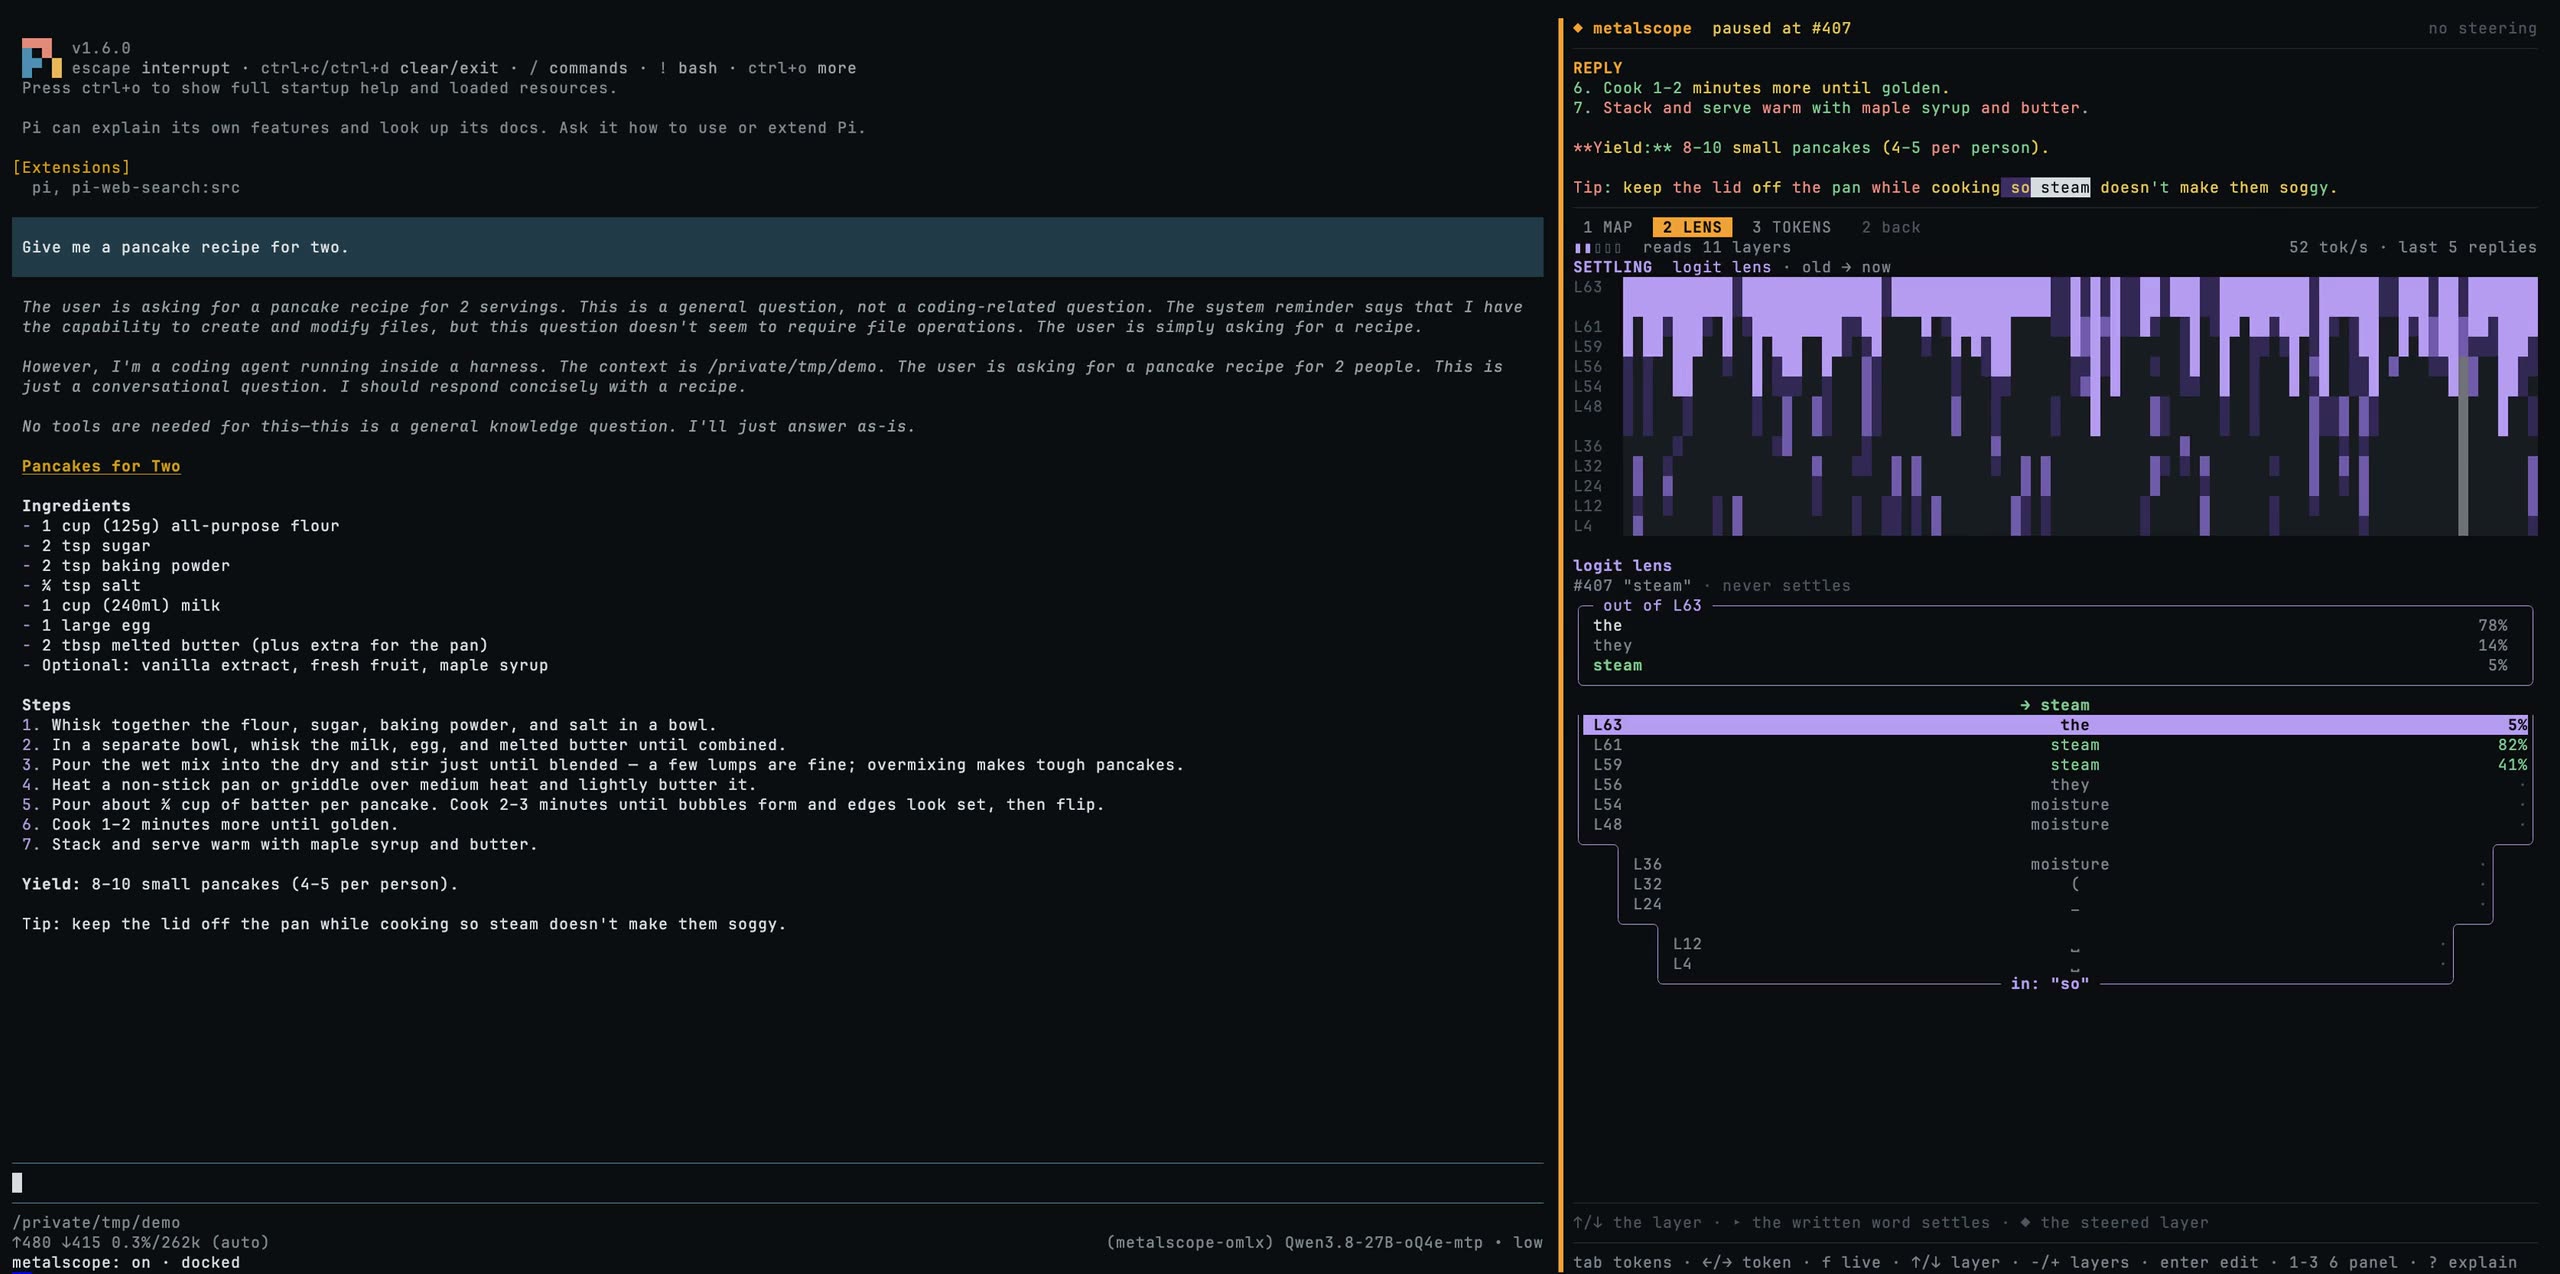 v1.6.0
escape interrupt · ctrl+c/ctrl+d clear/exit · / commands · ! bash · ctrl+o more
Press ctrl+o to show full startup help and loaded resources.
Pi can explain its own features and look up its docs. Ask it how to use or extend Pi.
[Extensions]
pi, pi-web-search:src
Give me a pancake recipe for two.
The user is asking for a pancake recipe for 2 servings. This is a general question, not a coding-related question. The system reminder says that I have
the capability to create and modify files, but this question doesn't seem to require file operations. The user is simply asking for a recipe.
However, I'm a coding agent running inside a harness. The context is /private/tmp/demo. The user is asking for a pancake recipe for 2 people. This is
just a conversational question. I should respond concisely with a recipe.
No tools are needed for this—this is a general knowledge question. I'll just answer as-is.
Pancakes for Two
Ingredients
- 1 cup (125g) all-purpose flour
- 2 tsp sugar
- 2 tsp baking powder
- ¼ tsp salt
- 1 cup (240ml) milk
- 1 large egg
- 2 tbsp melted butter (plus extra for the pan)
- Optional: vanilla extract, fresh fruit, maple syrup
Steps
1. Whisk together the flour, sugar, baking powder, and salt in a bowl.
2. In a separate bowl, whisk the milk, egg, and melted butter until combined.
3. Pour the wet mix into the dry and stir just until blended — a few lumps are fine; overmixing makes tough pancakes.
4. Heat a non-stick pan or griddle over medium heat and lightly butter it.
5. Pour about ¼ cup of batter per pancake. Cook 2–3 minutes until bubbles form and edges look set, then flip.
6. Cook 1–2 minutes more until golden.
7. Stack and serve warm with maple syrup and butter.
Yield: 8–10 small pancakes (4–5 per person).
Tip: keep the lid off the pan while cooking so steam doesn't make them soggy.
/private/tmp/demo
↑480 ↓415 0.3%/262k (auto)
(metalscope-omlx) Qwen3.8-27B-oQ4e-mtp • low
metalscope: on · docked
◆ metalscope paused at #407
no steering
REPLY
6. Cook 1–2 minutes more until golden.
7. Stack and serve warm with maple syrup and butter.
**Yield:** 8–10 small pancakes (4–5 per person).
Tip: keep the lid off the pan while cooking so steam doesn't make them soggy.
1 MAP 2 LENS 3 TOKENS 2 back
reads 11 layers
52 tok/s · last 5 replies
SETTLING logit lens · old → now
L63
L61
L59
L56
L54
L48
L36
L32
L24
L12
L4
logit lens
#407 "steam" · never settles
out of L63
the 78%
they 14%
steam 5%
→ steam
L63 the 5%
L61 steam 82%
L59 steam 41%
L56 they ·
L54 moisture ·
L48 moisture ·
L36 moisture ·
L32 ( ·
L24 _ ·
L12 ␣ ·
L4 ␣ ·
in: "so"
↑/↓ the layer · ▸ the written word settles · ◆ the steered layer
tab tokens · ←/→ token · f live · ↑/↓ layer · -/+ layers · enter edit · 1-3 6 panel · ? explain